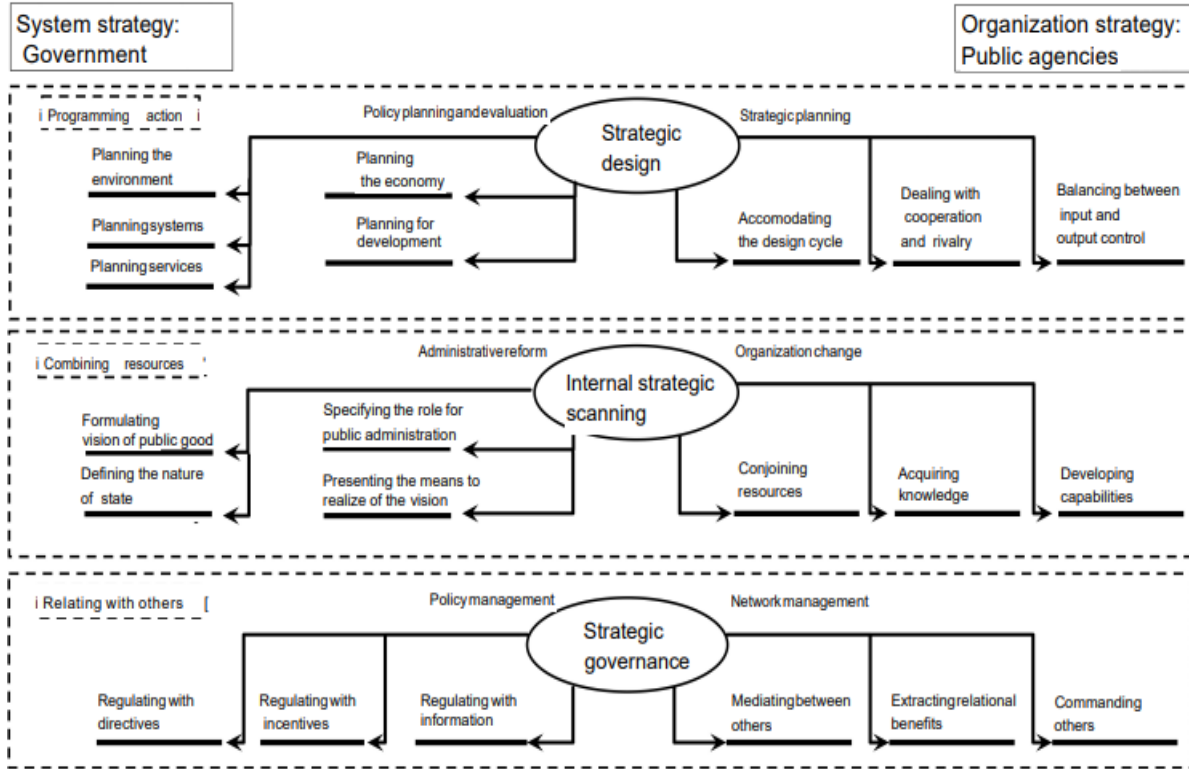 System strategy:
Government
Organization strategy:
Public agencies
i Programming action i
Policy planning and evaluation
Strategic
design
Strategic planning
Planning the
environment
Planning
the economy
Planning systems
Planning for
development
Planning services
Accomodating
the design cycle
Dealing with
cooperation
and rivalry
Balancing between
input and
output control
i Combining resources '
Administrative reform
Internal strategic
scanning
Organization change
Formulating
vision of public good
Specifying the role for
public administration
Defining the nature
of state
Presenting the means to
realize of the vision
Conjoining
resources
Acquiring
knowledge
Developing
capabilities
i Relating with others [
Policy management
Strategic
governance
Network management
Regulating with
directives
Regulating with
incentives
Regulating with
information
Mediating between
others
Extracting relational
benefits
Commanding
others